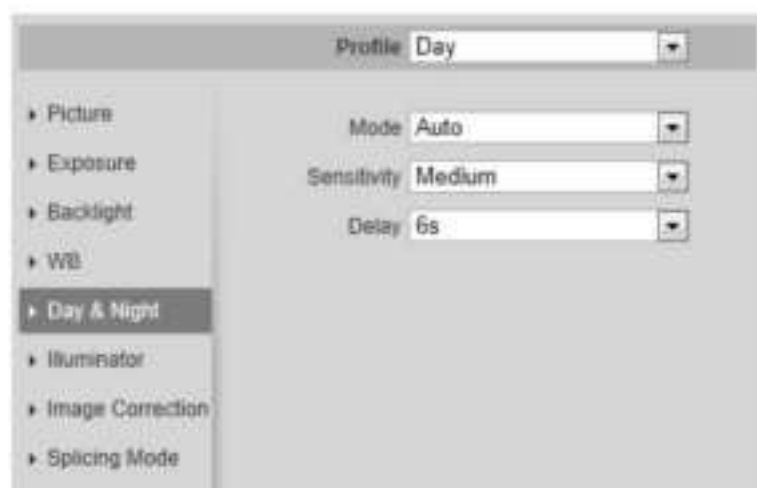 Profile Day
Picture
Mode Auto
Exposure
Sensitivity Medium
Backlight
Delay 6s
WB
Day & Night
Illuminator
Image Correction
Splicing Mode